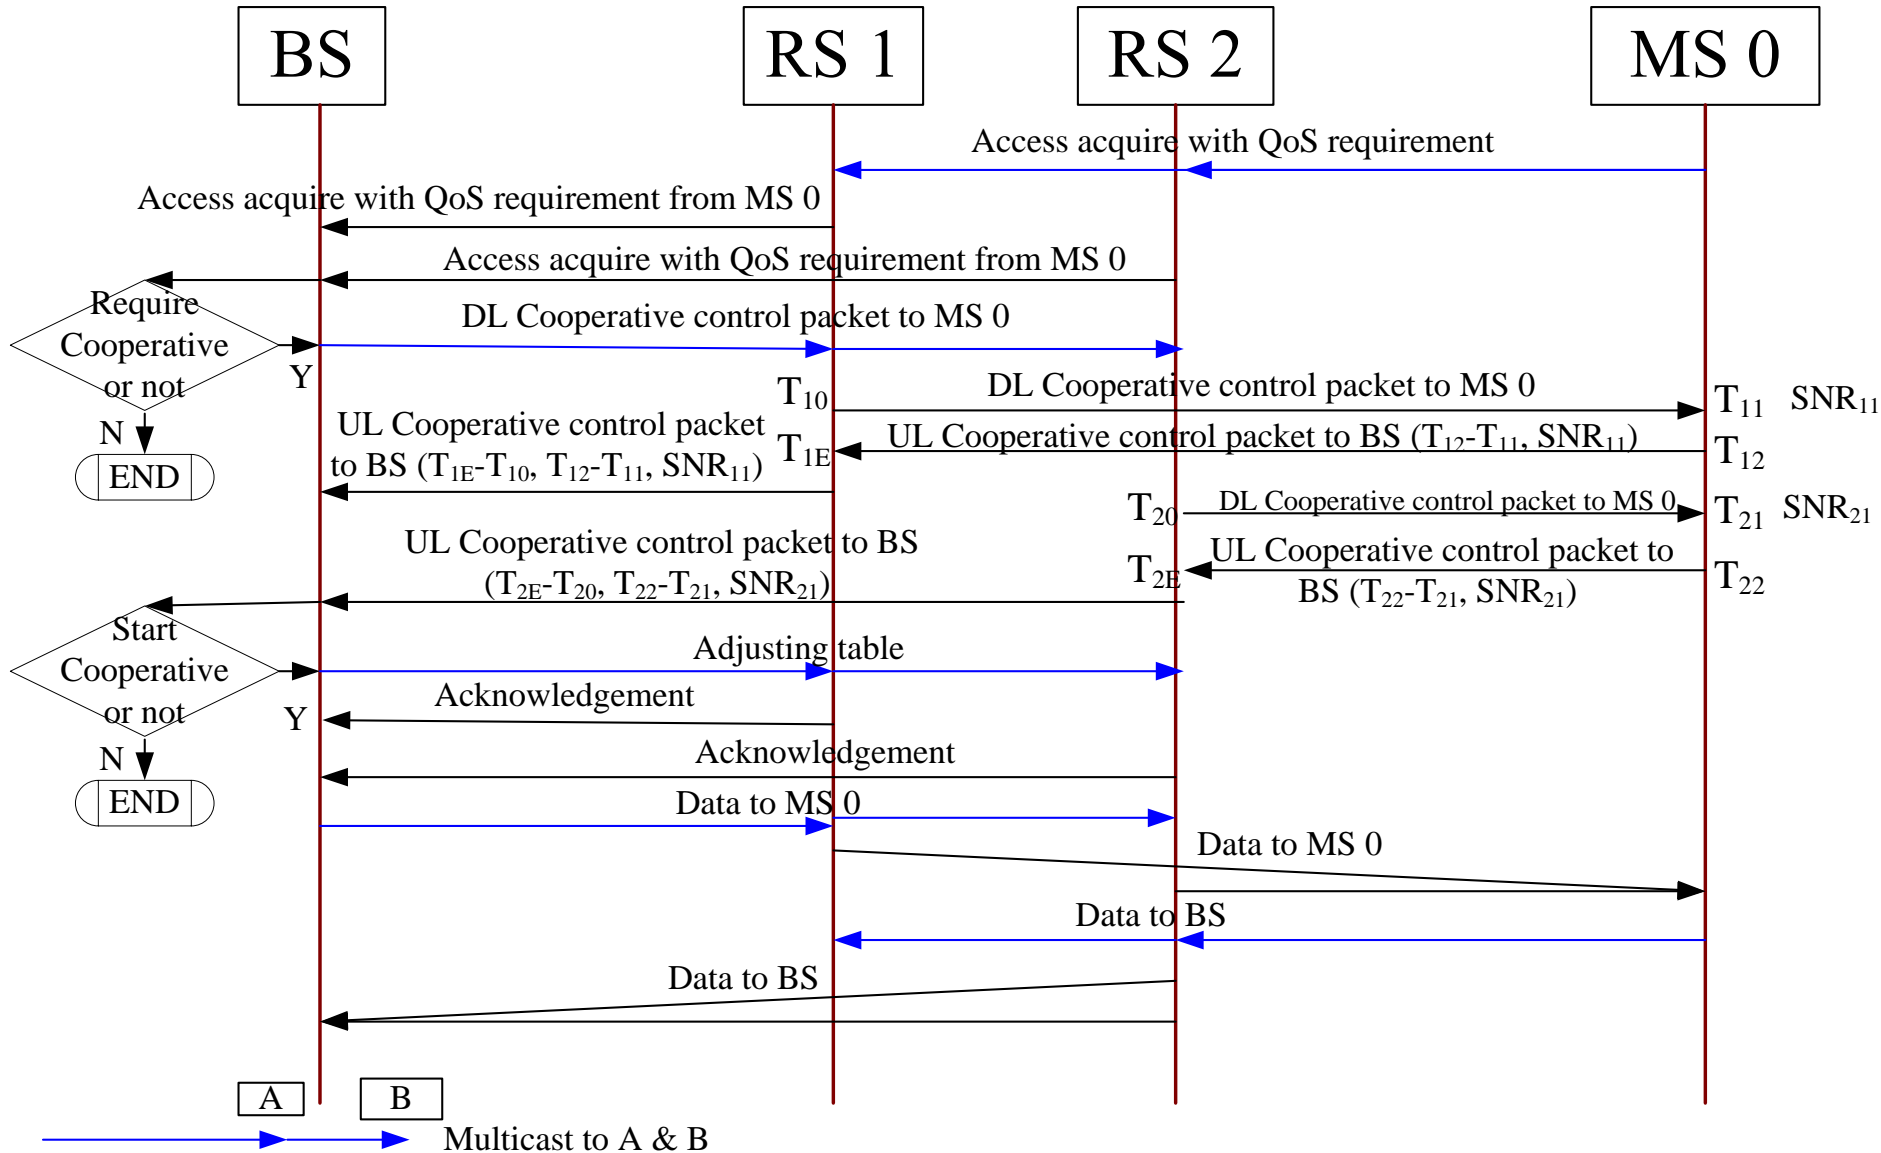 BS
RS 1
RS 2
MS 0
Access acquire with QoS requirement
Access acquire with QoS requirement from MS 0
Access acquire with QoS requirement from MS 0
Require
Cooperative
or not
DL Cooperative control packet to MS 0
Y
N
END
T10
DL Cooperative control packet to MS 0
T11
SNR11
UL Cooperative control packet
to BS (T1E-T10, T12-T11, SNR11)
T1E
UL Cooperative control packet to BS (T12-T11, SNR11)
T12
T20
DL Cooperative control packet to MS 0
T21
SNR21
UL Cooperative control packet to BS
(T2E-T20, T22-T21, SNR21)
T2E
UL Cooperative control packet to
BS (T22-T21, SNR21)
T22
Start
Cooperative
or not
Adjusting table
Y
Acknowledgement
N
END
Acknowledgement
Data to MS 0
Data to MS 0
Data to BS
Data to BS
A
B
Multicast to A & B